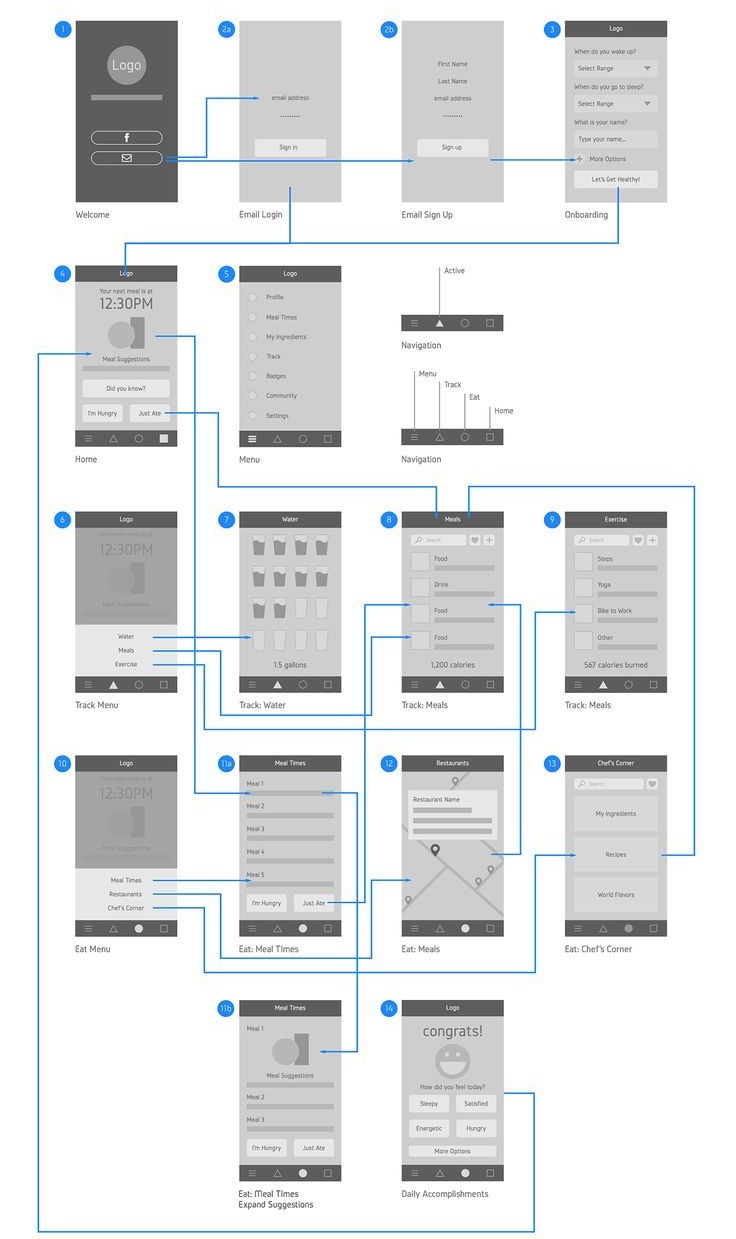 1
Logo
Welcome
2a
email address
Sign in
Email Login
2b
First Name
Last Name
email address
Sign up
Email Sign Up
3
Logo
When do you wake up?
Select Range
When do you go to sleep?
Select Range
What is your name?
Type your name...
+ More Options
Let's Get Healthy!
Onboarding
4
Logo
Your next meal is at
12:30PM
Meal Suggestions
Did you know?
I'm Hungry
Just Ate
Home
5
Logo
Profile
Meal Times
My Ingredients
Track
Badges
Community
Settings
Menu
Active
Navigation
Menu
Track
Eat
Home
Navigation
6
Logo
Your next meal is at
12:30PM
Meal Suggestions
Water
Meals
Exercise
Track Menu
7
Water
1.5 gallons
Track: Water
8
Meals
Search
Food
Drink
Food
Food
1,200 calories
Track: Meals
9
Exercise
Search
Steps
Yoga
Bike to Work
Other
567 calories burned
Track: Meals
10
Logo
Your next meal is at
12:30PM
Meal Suggestions
Meal Times
Restaurants
Chef's Corner
Eat Menu
11a
Meal Times
Meal 1
Meal 2
Meal 3
Meal 4
Meal 5
I'm Hungry
Just Ate
Eat: Meal TImes
12
Restaurants
Restaurant Name
Eat: Meals
13
Chef's Corner
Search
My Ingredients
Recipes
World Flavors
Eat: Chef's Corner
11b
Meal Times
Meal 1
Meal Suggestions
Meal 2
Meal 3
I'm Hungry
Just Ate
Eat: Meal TImes
Expand Suggestions
14
Logo
congrats!
How did you feel today?
Sleepy
Satisfied
Energetic
Hungry
More Options
Daily Accomplishments